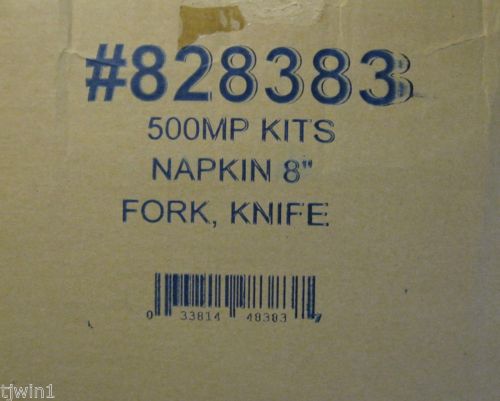 #828383
500MP KITS
NAPKIN 8"
FORK, KNIFE
0 33814 48383 7
tjwin1